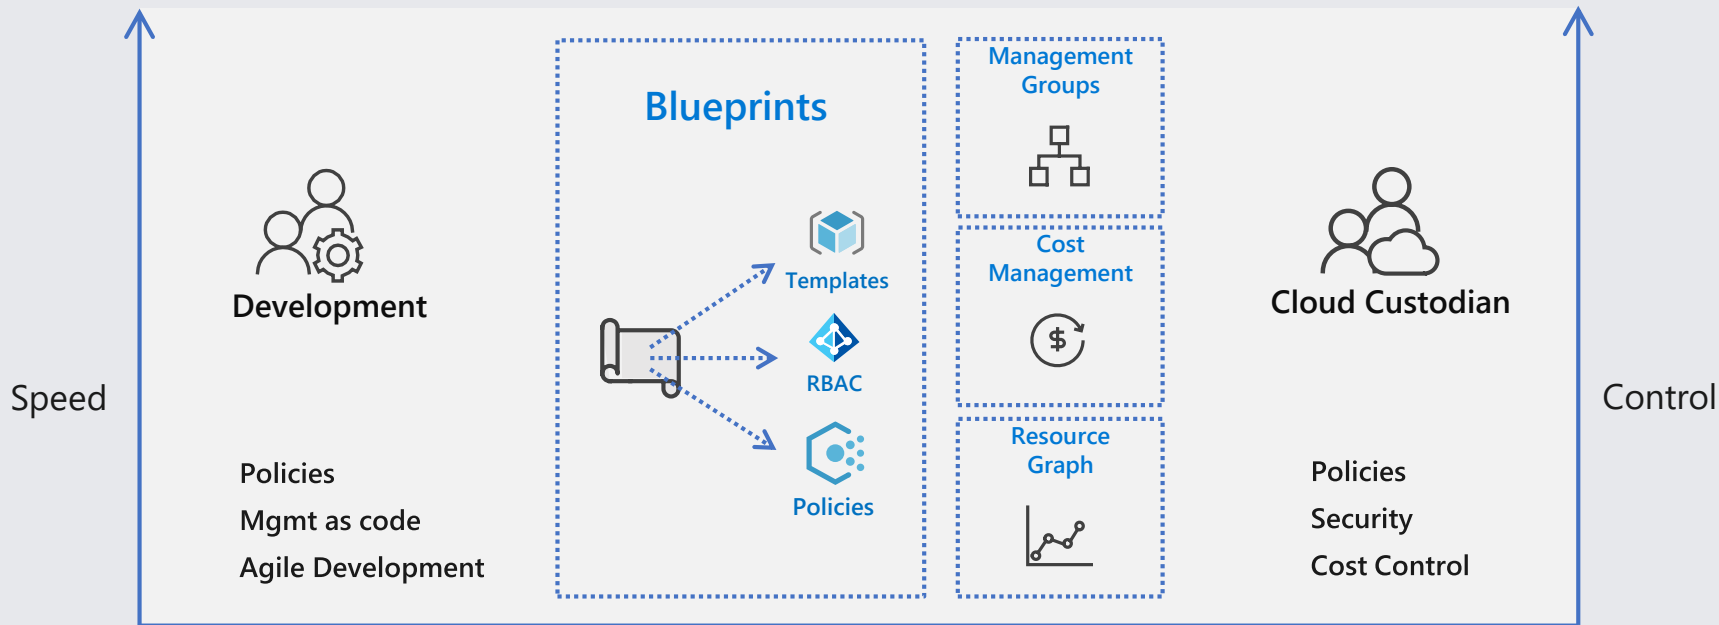 Speed
Development
Policies
Mgmt as code
Agile Development
Blueprints
Templates
RBAC
Policies
Management
Groups
Cost
Management
$
Resource
Graph
Cloud Custodian
Policies
Security
Cost Control
Control